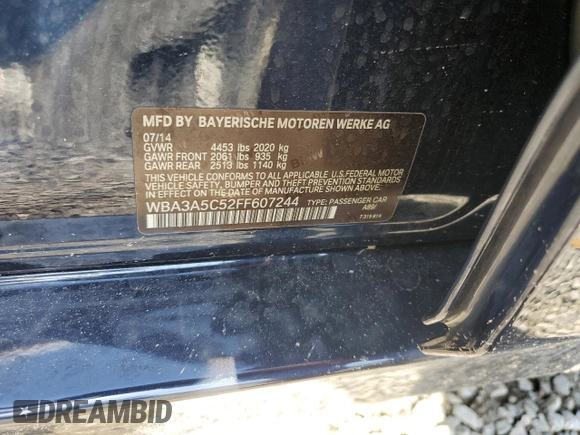 MFD BY BAYERISCHE MOTOREN WERKE AG
07/14
GVWR 4453 lbs 2020 kg
GAWR FRONT 2061 lbs 935 kg
GAWR REAR 2513 lbs 1140 kg
THIS VEHICLE CONFORMS TO ALL APPLICABLE U.S.FEDERAL MOTOR
VEHICLE SAFETY, BUMPER AND THEFT PREVENTION STANDARDS
IN EFFECT ON THE DATE OF MANUFACTURE SHOWN ABOVE.
WBA3A5C52FF607244 TYPE: PASSENGER CAR
A89/
DREAMBID